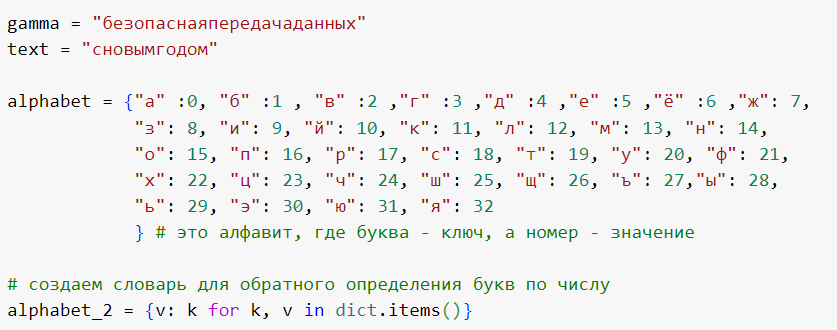 gamma = "безопаснаяпередачаданных"
text = "сновымгодом"
alphabet = {"а" :0, "б" :1 , "в" :2 ,"г" :3 ,"д" :4 ,"е" :5 ,"ё" :6 ,"ж": 7,
"з": 8, "и": 9, "й": 10, "к": 11, "л": 12, "м": 13, "н": 14,
"о": 15, "п": 16, "р": 17, "с": 18, "т": 19, "у": 20, "ф": 21,
"х": 22, "ц": 23, "ч": 24, "ш": 25, "щ": 26, "ъ": 27,"ы": 28,
"ь": 29, "э": 30, "ю": 31, "я": 32
} # это алфавит, где буква - ключ, а номер - значение
# создаем словарь для обратного определения букв по числу
alphabet_2 = {v: k for k, v in dict.items()}